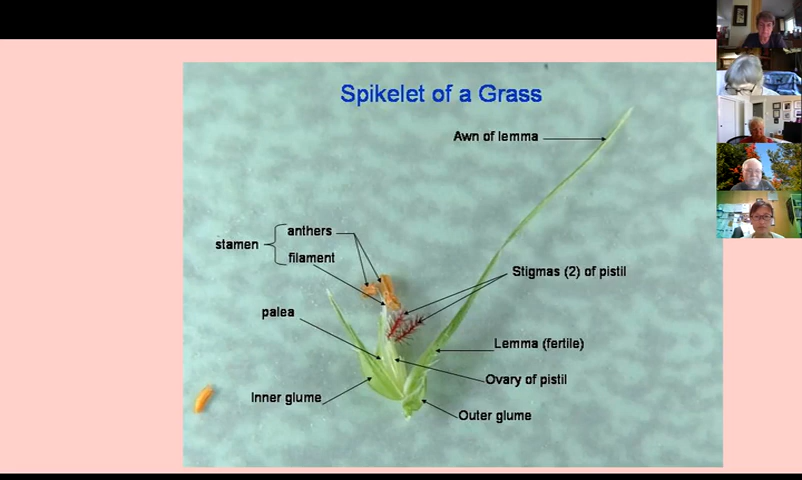 Spikelet of a Grass
Awn of lemma
anthers
stamen
filament
Stigmas (2) of pistil
palea
Lemma (fertile)
Ovary of pistil
Inner glume
Outer glume